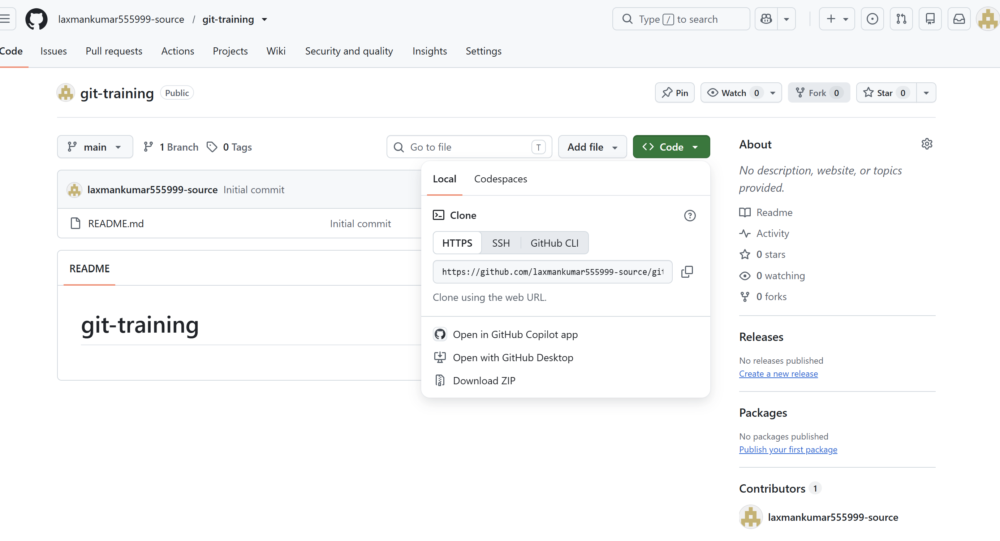 laxmankumar555999-source / git-training
Type / to search
Code Issues Pull requests Actions Projects Wiki Security and quality Insights Settings
git-training Public
Pin Watch 0 Fork 0 Star 0
main 1 Branch 0 Tags
Go to file T Add file Code
laxmankumar555999-source Initial commit
README.md Initial commit
README
git-training
Local Codespaces
Clone
HTTPS SSH GitHub CLI
https://github.com/laxmankumar555999-source/git
Clone using the web URL.
Open in GitHub Copilot app
Open with GitHub Desktop
Download ZIP
About
No description, website, or topics
provided.
Readme
Activity
0 stars
0 watching
0 forks
Releases
No releases published
Create a new release
Packages
No packages published
Publish your first package
Contributors 1
laxmankumar555999-source